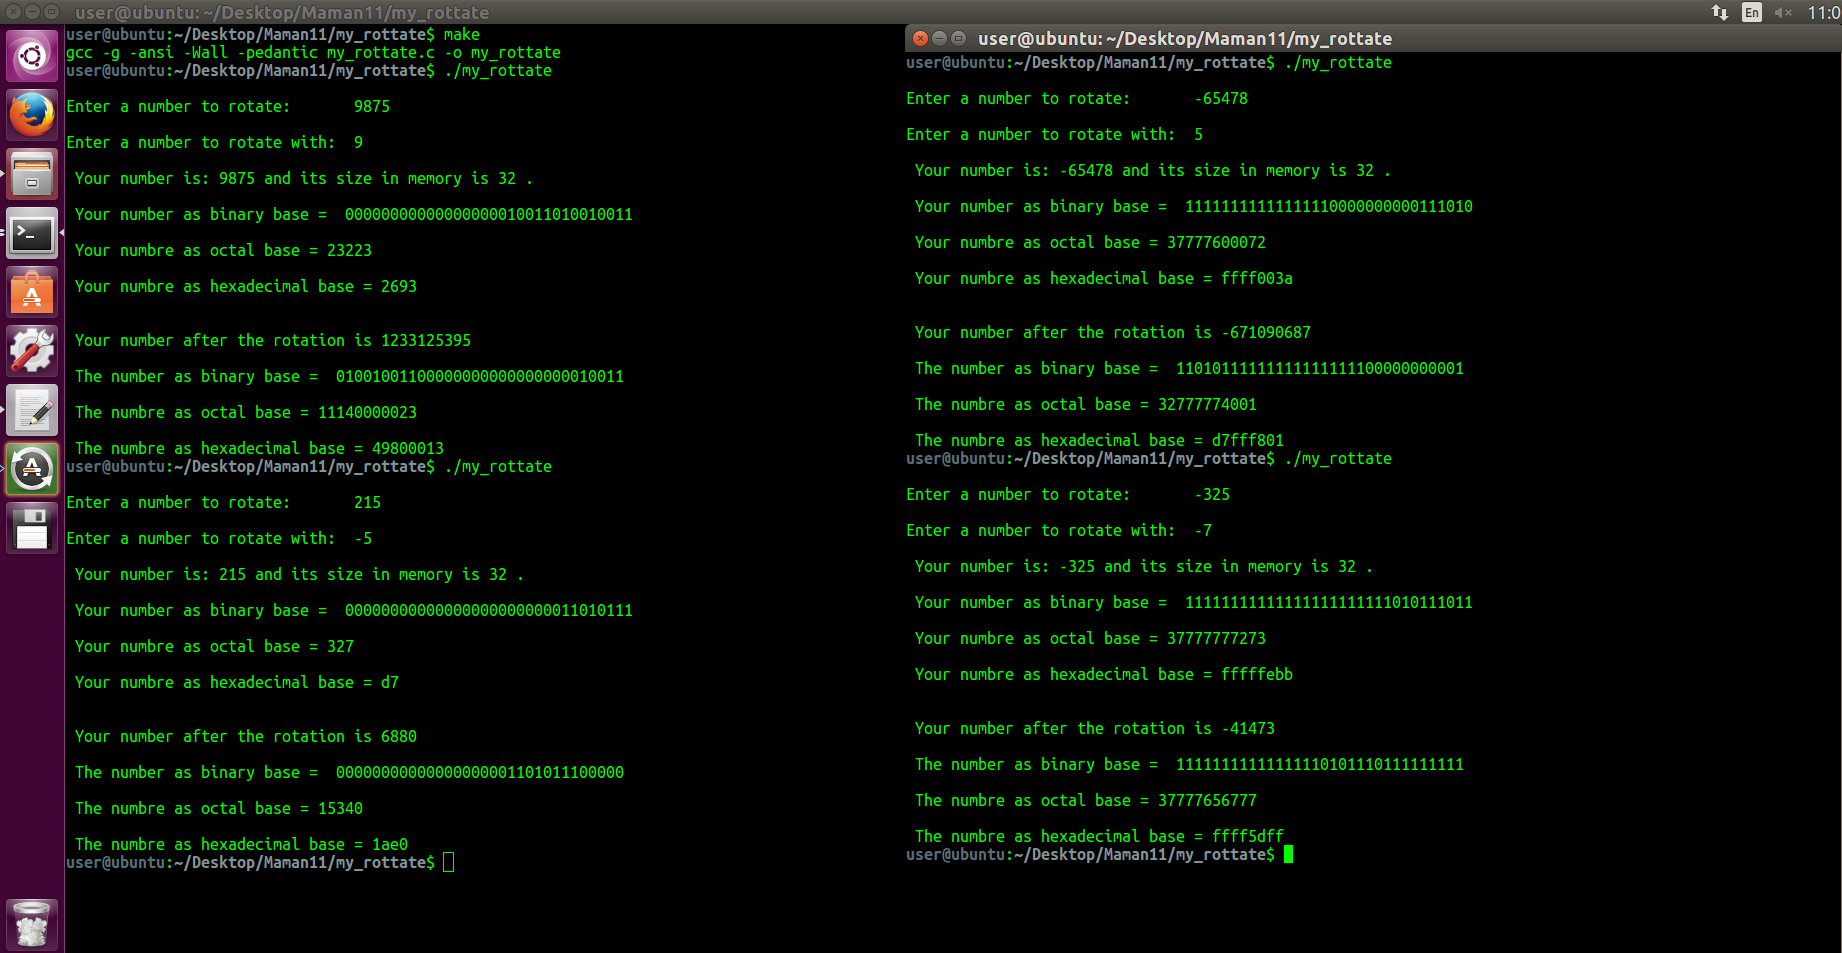 user@ubuntu: ~/Desktop/Maman11/my_rottate
En
11:0
user@ubuntu:~/Desktop/Maman11/my_rottate$ make
gcc -g -ansi -Wall -pedantic my_rottate.c -o my_rottate
user@ubuntu:~/Desktop/Maman11/my_rottate$ ./my_rottate
Enter a number to rotate: 9875
Enter a number to rotate with: 9
Your number is: 9875 and its size in memory is 32 .
Your number as binary base = 00000000000000000010011010010011
Your numbre as octal base = 23223
Your numbre as hexadecimal base = 2693
Your number after the rotation is 1233125395
The number as binary base = 01001001100000000000000000010011
The numbre as octal base = 11140000023
The numbre as hexadecimal base = 49800013
user@ubuntu:~/Desktop/Maman11/my_rottate$ ./my_rottate
Enter a number to rotate: 215
Enter a number to rotate with: -5
Your number is: 215 and its size in memory is 32 .
Your number as binary base = 00000000000000000000000011010111
Your numbre as octal base = 327
Your numbre as hexadecimal base = d7
Your number after the rotation is 6880
The number as binary base = 00000000000000000001101011100000
The numbre as octal base = 15340
The numbre as hexadecimal base = 1ae0
user@ubuntu:~/Desktop/Maman11/my_rottate$
user@ubuntu: ~/Desktop/Maman11/my_rottate
user@ubuntu:~/Desktop/Maman11/my_rottate$ ./my_rottate
Enter a number to rotate: -65478
Enter a number to rotate with: 5
Your number is: -65478 and its size in memory is 32 .
Your number as binary base = 11111111111111110000000000111010
Your numbre as octal base = 37777600072
Your numbre as hexadecimal base = ffff003a
Your number after the rotation is -671090687
The number as binary base = 11010111111111111111100000000001
The numbre as octal base = 32777774001
The numbre as hexadecimal base = d7fff801
user@ubuntu:~/Desktop/Maman11/my_rottate$ ./my_rottate
Enter a number to rotate: -325
Enter a number to rotate with: -7
Your number is: -325 and its size in memory is 32 .
Your number as binary base = 11111111111111111111111010111011
Your numbre as octal base = 37777777273
Your numbre as hexadecimal base = fffffebb
Your number after the rotation is -41473
The number as binary base = 11111111111111110101110111111111
The numbre as octal base = 37777656777
The numbre as hexadecimal base = ffff5dff
user@ubuntu:~/Desktop/Maman11/my_rottate$